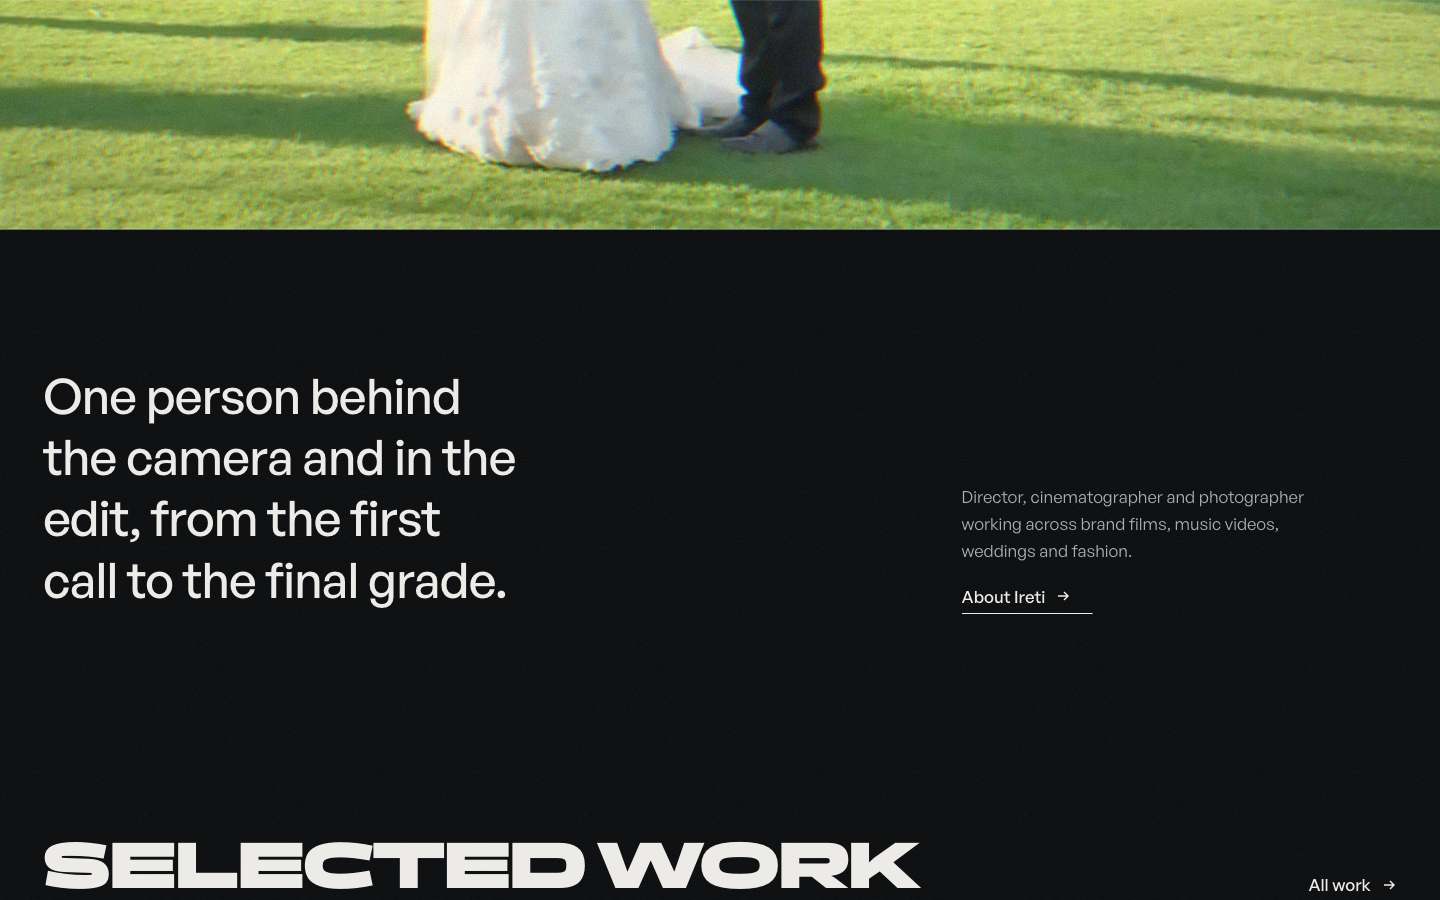 One person behind
the camera and in the
edit, from the first
call to the final grade.
Director, cinematographer and photographer
working across brand films, music videos,
weddings and fashion.
About Ireti →
SELECTED WORK
All work →